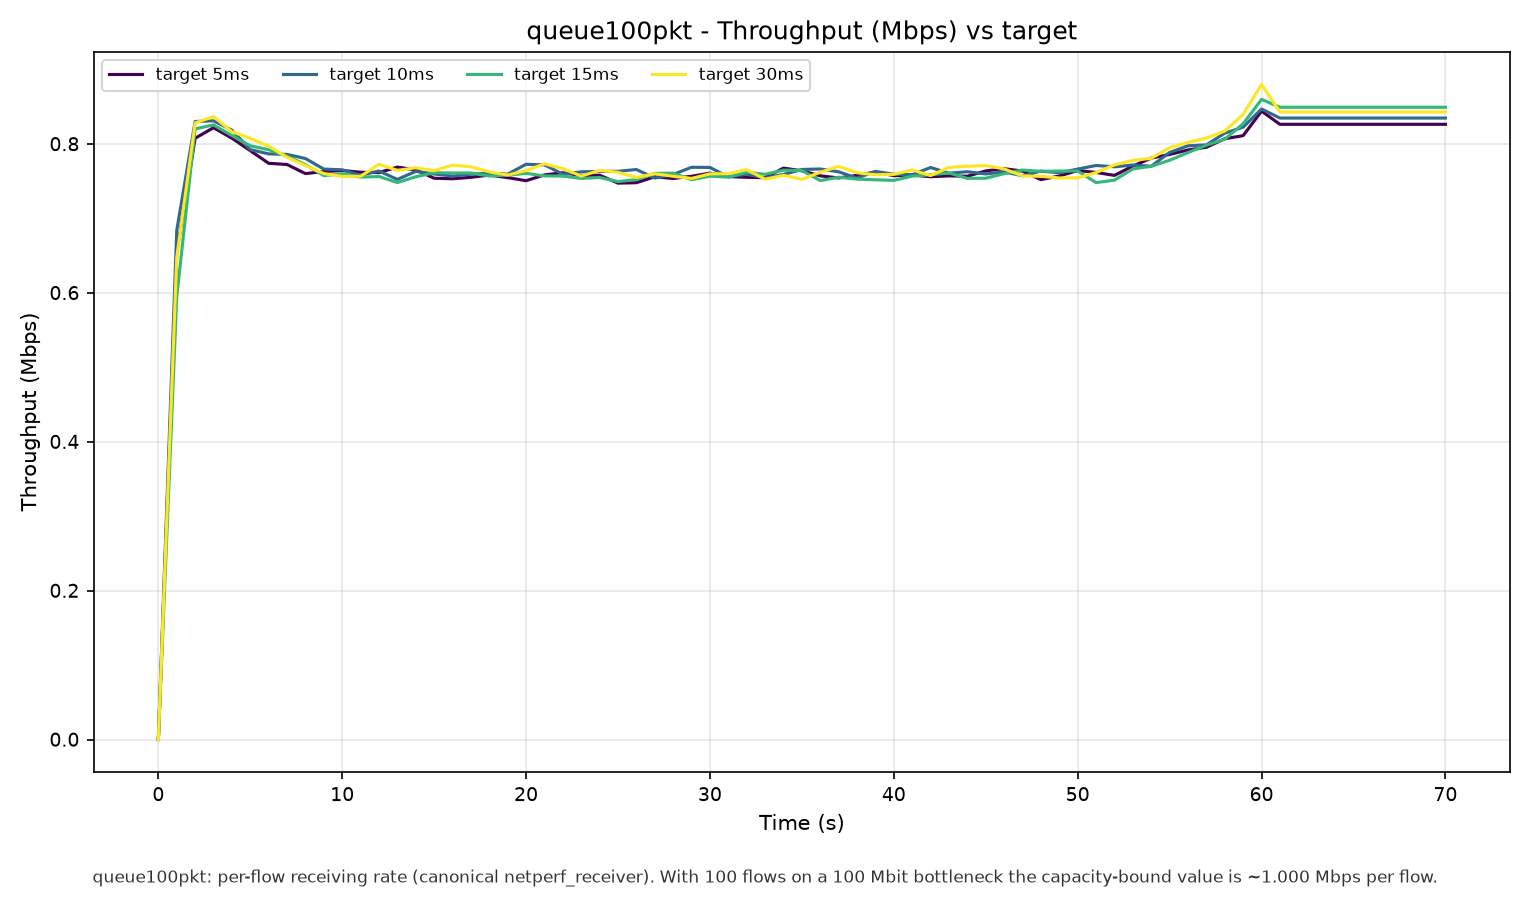 queue100pkt - Throughput (Mbps) vs target
target 5ms
target 10ms
target 15ms
target 30ms
Throughput (Mbps)
0.8
0.6
0.4
0.2
0.0
0 10 20 30 40 50 60 70
Time (s)
queue100pkt: per-flow receiving rate (canonical netperf_receiver). With 100 flows on a 100 Mbit bottleneck the capacity-bound value is ~1.000 Mbps per flow.